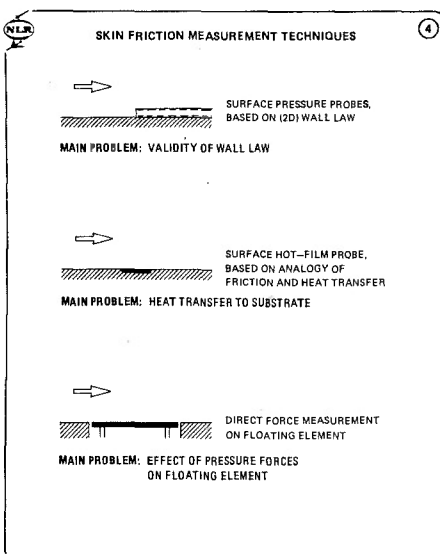 NLR
SKIN FRICTION MEASUREMENT TECHNIQUES
4
SURFACE PRESSURE PROBES,
BASED ON (2D) WALL LAW
MAIN PROBLEM: VALIDITY OF WALL LAW
SURFACE HOT-FILM PROBE,
BASED ON ANALOGY OF
FRICTION AND HEAT TRANSFER
MAIN PROBLEM: HEAT TRANSFER TO SUBSTRATE
DIRECT FORCE MEASUREMENT
ON FLOATING ELEMENT
MAIN PROBLEM: EFFECT OF PRESSURE FORCES
ON FLOATING ELEMENT